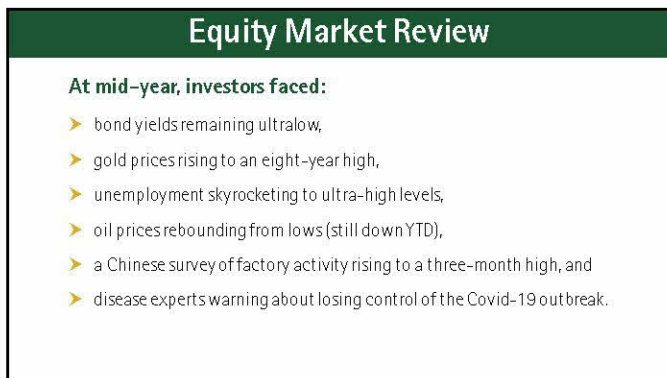 Equity Market Review
At mid-year, investors faced:
➤ bond yields remaining ultralow,
➤ gold prices rising to an eight-year high,
➤ unemployment skyrocketing to ultra-high levels,
➤ oil prices rebounding from lows (still down YTD),
➤ a Chinese survey of factory activity rising to a three-month high, and
➤ disease experts warning about losing control of the Covid-19 outbreak.